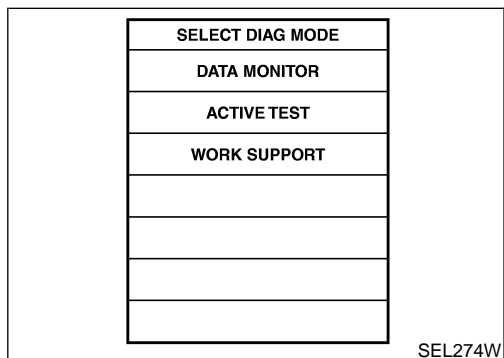 SELECT DIAG MODE
DATA MONITOR
ACTIVE TEST
WORK SUPPORT
SEL274W